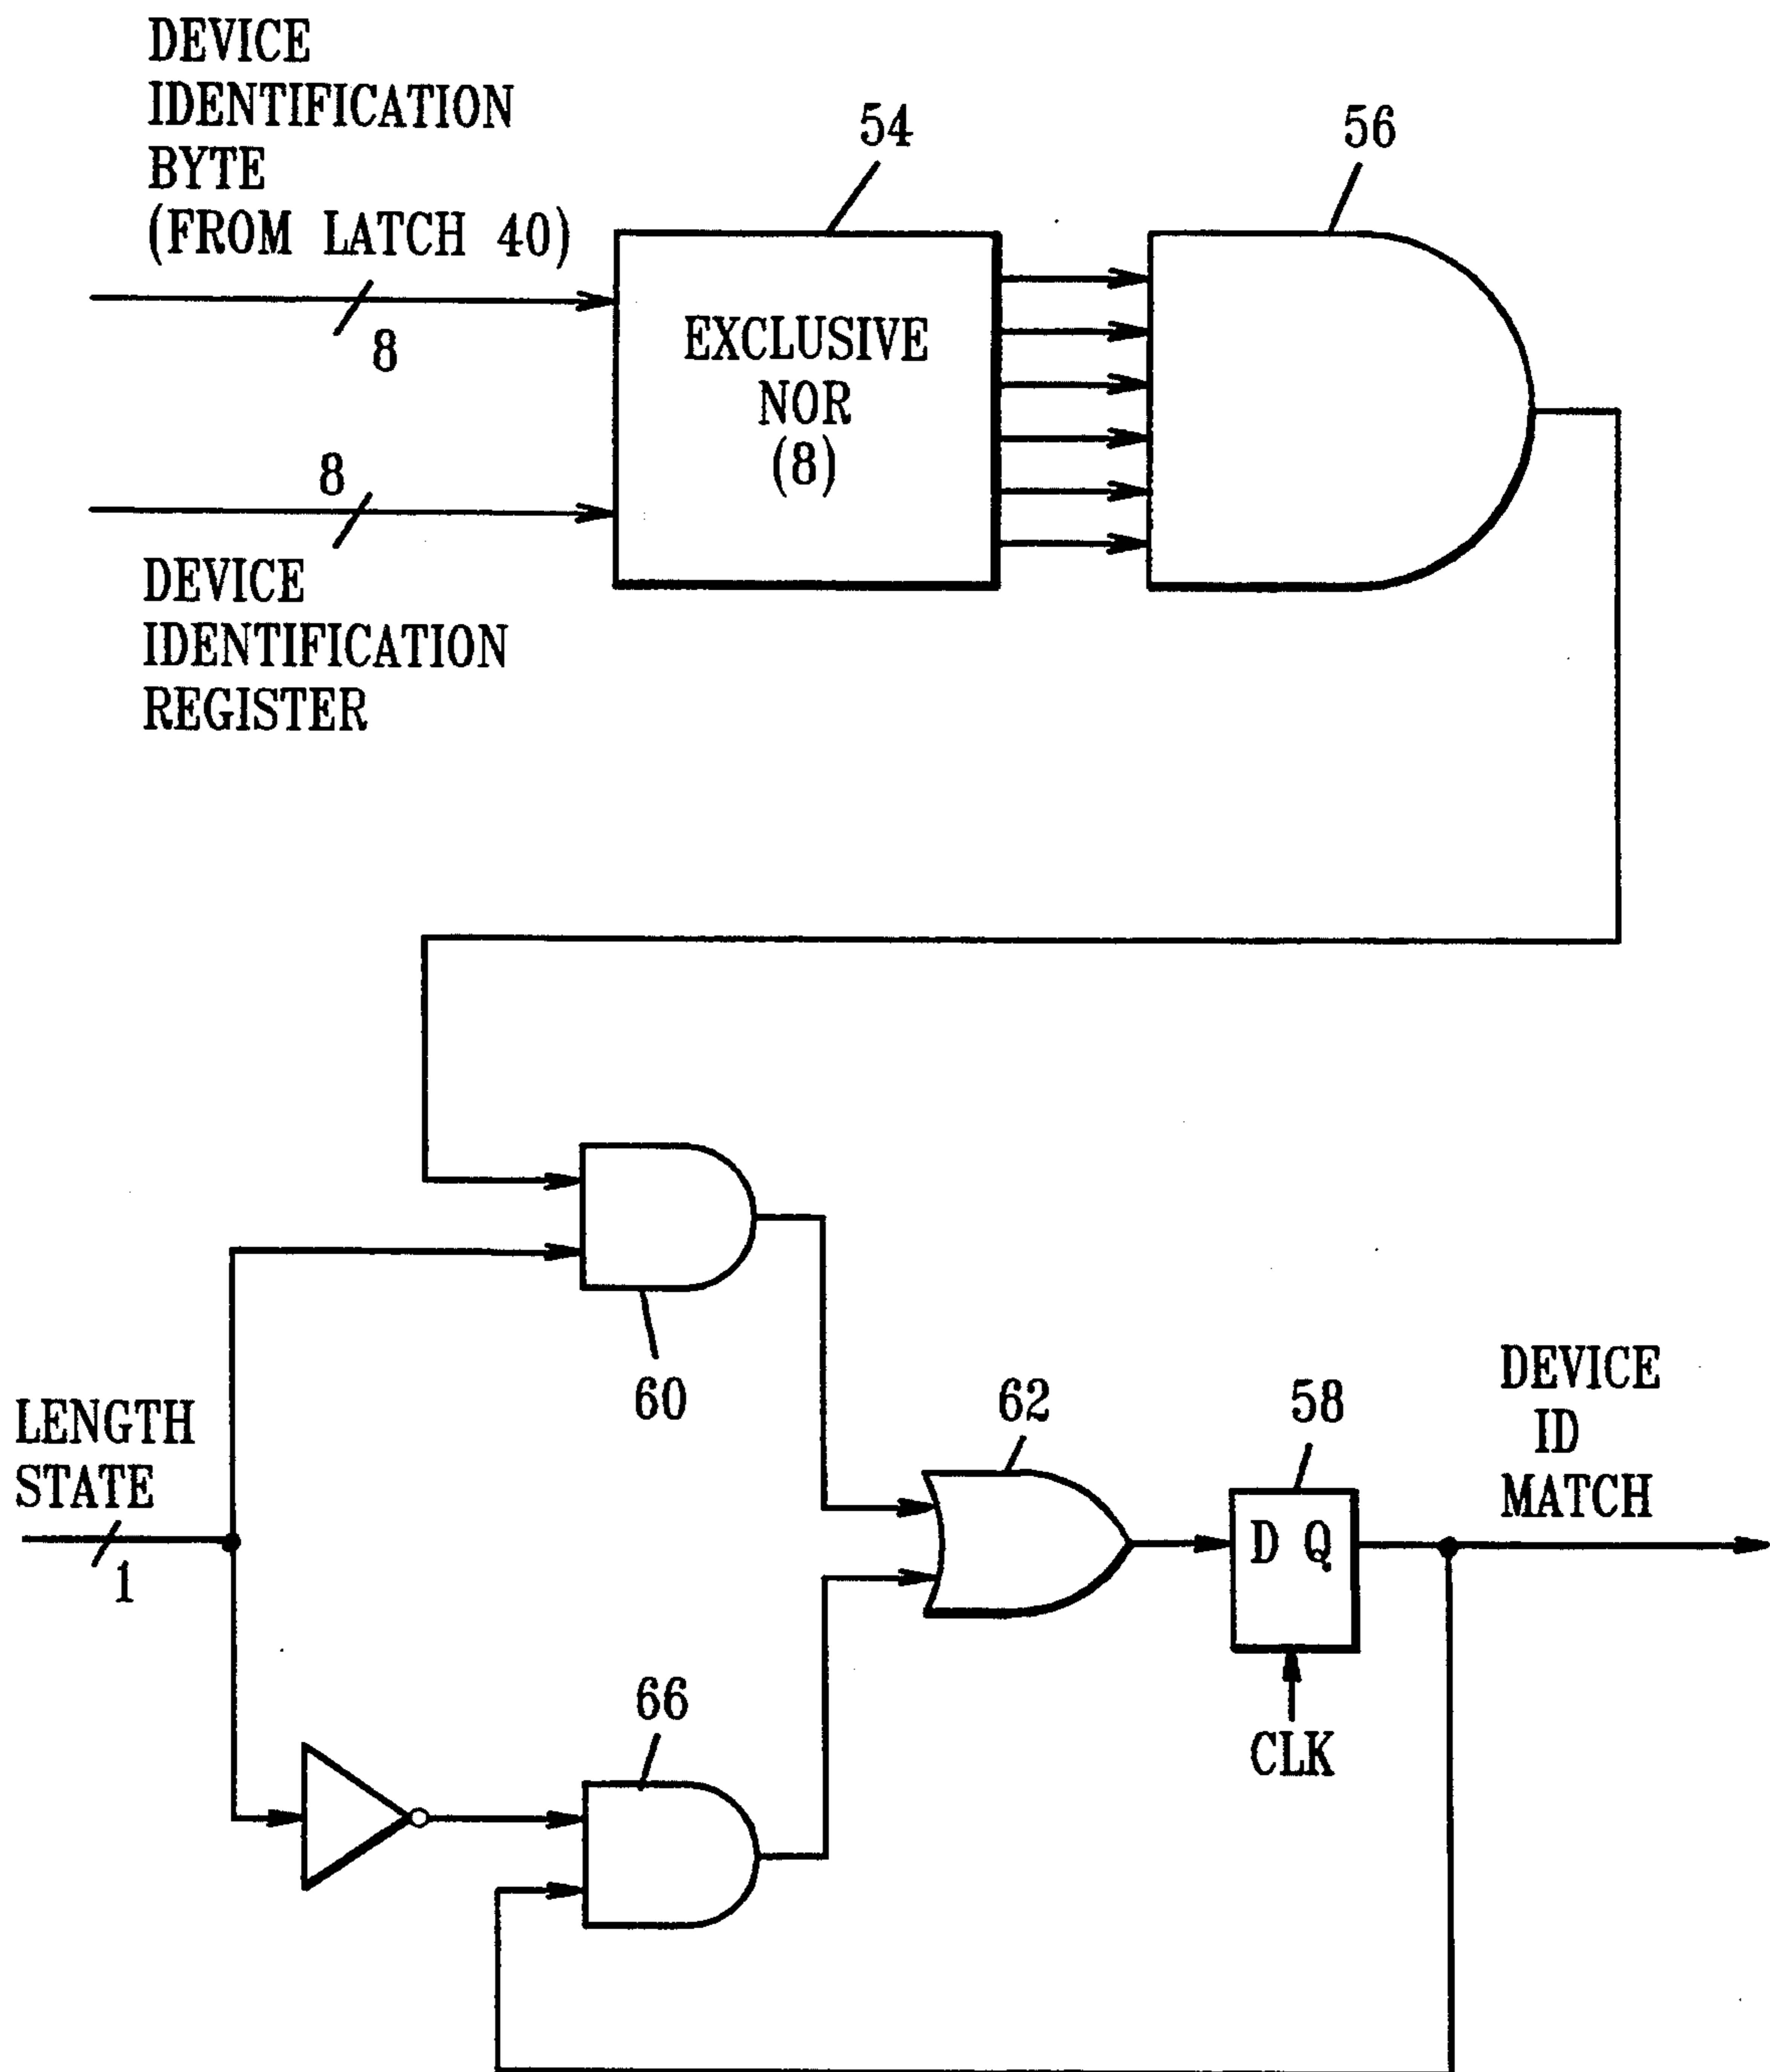 DEVICE
IDENTIFICATION
BYTE
(FROM LATCH 40)
8
8
DEVICE
IDENTIFICATION
REGISTER
54
EXCLUSIVE
NOR
(8)
56
60
LENGTH
STATE
1
62
58
D Q
CLK
DEVICE
ID
MATCH
66